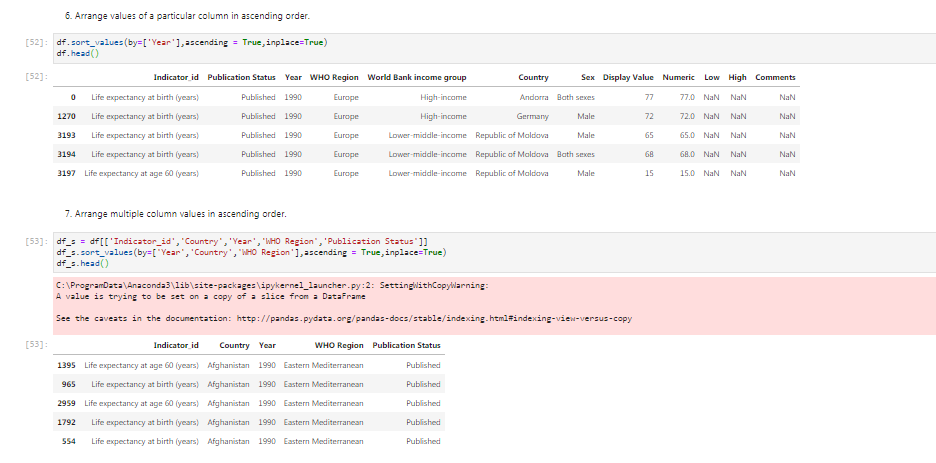 6. Arrange values of a particular column in ascending order.
[52]: df.sort_values(by=['Year'],ascending = True,inplace=True)
df.head()
[52]: Indicator_id Publication Status Year WHO Region World Bank income group Country Sex Display Value Numeric Low High Comments
0 Life expectancy at birth (years) Published 1990 Europe High-income Andorra Both sexes 77 77.0 NaN NaN NaN
1270 Life expectancy at birth (years) Published 1990 Europe High-income Germany Male 72 72.0 NaN NaN NaN
3193 Life expectancy at birth (years) Published 1990 Europe Lower-middle-income Republic of Moldova Male 65 65.0 NaN NaN NaN
3194 Life expectancy at birth (years) Published 1990 Europe Lower-middle-income Republic of Moldova Both sexes 68 68.0 NaN NaN NaN
3197 Life expectancy at age 60 (years) Published 1990 Europe Lower-middle-income Republic of Moldova Male 15 15.0 NaN NaN NaN
7. Arrange multiple column values in ascending order.
[53]: df_s = df[['Indicator_id','Country','Year','WHO Region','Publication Status']]
df_s.sort_values(by=['Year','Country','WHO Region'],ascending = True,inplace=True)
df_s.head()
C:\ProgramData\Anaconda3\lib\site-packages\ipykernel_launcher.py:2: SettingWithCopyWarning:
A value is trying to be set on a copy of a slice from a DataFrame
See the caveats in the documentation: http://pandas.pydata.org/pandas-docs/stable/indexing.html#indexing-view-versus-copy
[53]: Indicator_id Country Year WHO Region Publication Status
1395 Life expectancy at age 60 (years) Afghanistan 1990 Eastern Mediterranean Published
965 Life expectancy at birth (years) Afghanistan 1990 Eastern Mediterranean Published
2959 Life expectancy at age 60 (years) Afghanistan 1990 Eastern Mediterranean Published
1792 Life expectancy at birth (years) Afghanistan 1990 Eastern Mediterranean Published
554 Life expectancy at birth (years) Afghanistan 1990 Eastern Mediterranean Published